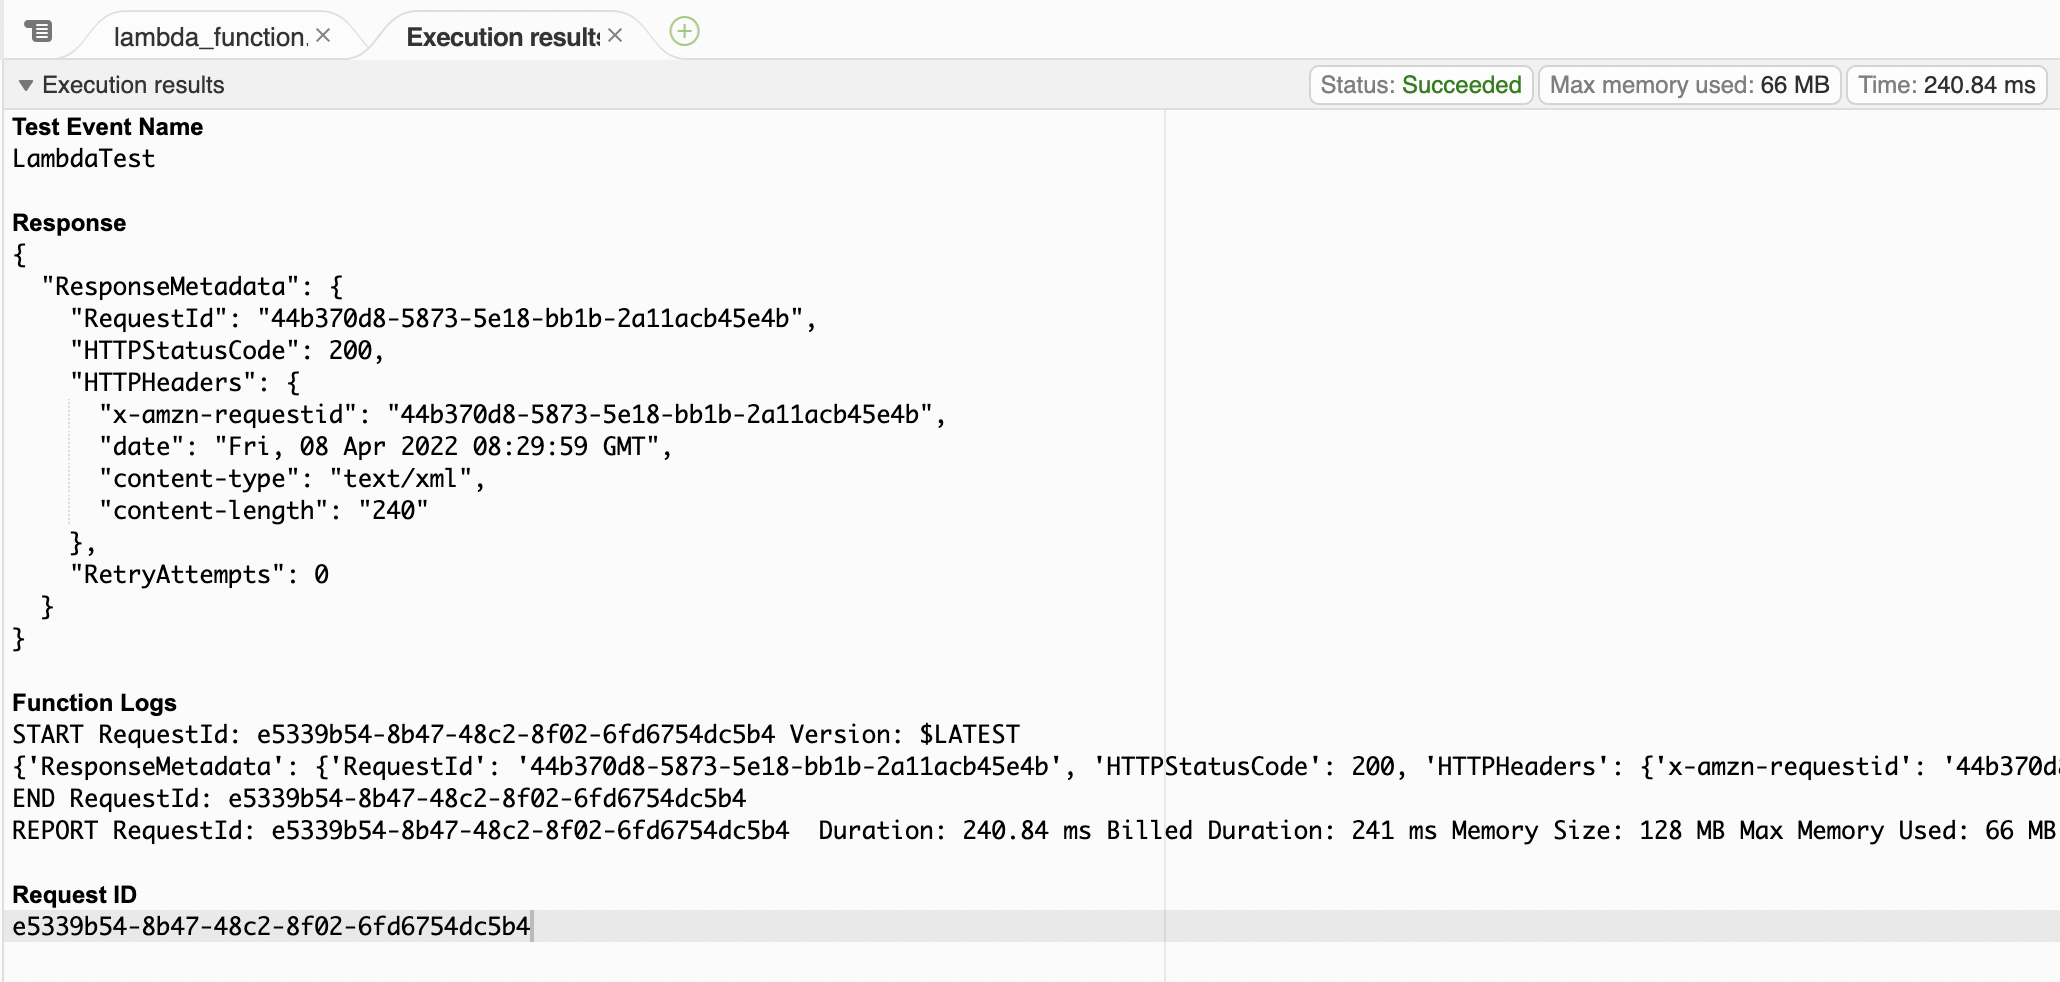 lambda_function.
Execution results
Execution results
Status: Succeeded
Max memory used: 66 MB
Time: 240.84 ms
Test Event Name
LambdaTest
Response
{
  "ResponseMetadata": {
    "RequestId": "44b370d8-5873-5e18-bb1b-2a11acb45e4b",
    "HTTPStatusCode": 200,
    "HTTPHeaders": {
      "x-amzn-requestid": "44b370d8-5873-5e18-bb1b-2a11acb45e4b",
      "date": "Fri, 08 Apr 2022 08:29:59 GMT",
      "content-type": "text/xml",
      "content-length": "240"
    },
    "RetryAttempts": 0
  }
}
Function Logs
START RequestId: e5339b54-8b47-48c2-8f02-6fd6754dc5b4 Version: $LATEST
{'ResponseMetadata': {'RequestId': '44b370d8-5873-5e18-bb1b-2a11acb45e4b', 'HTTPStatusCode': 200, 'HTTPHeaders': {'x-amzn-requestid': '44b370d
END RequestId: e5339b54-8b47-48c2-8f02-6fd6754dc5b4
REPORT RequestId: e5339b54-8b47-48c2-8f02-6fd6754dc5b4  Duration: 240.84 ms Billed Duration: 241 ms Memory Size: 128 MB Max Memory Used: 66 MB
Request ID
e5339b54-8b47-48c2-8f02-6fd6754dc5b4